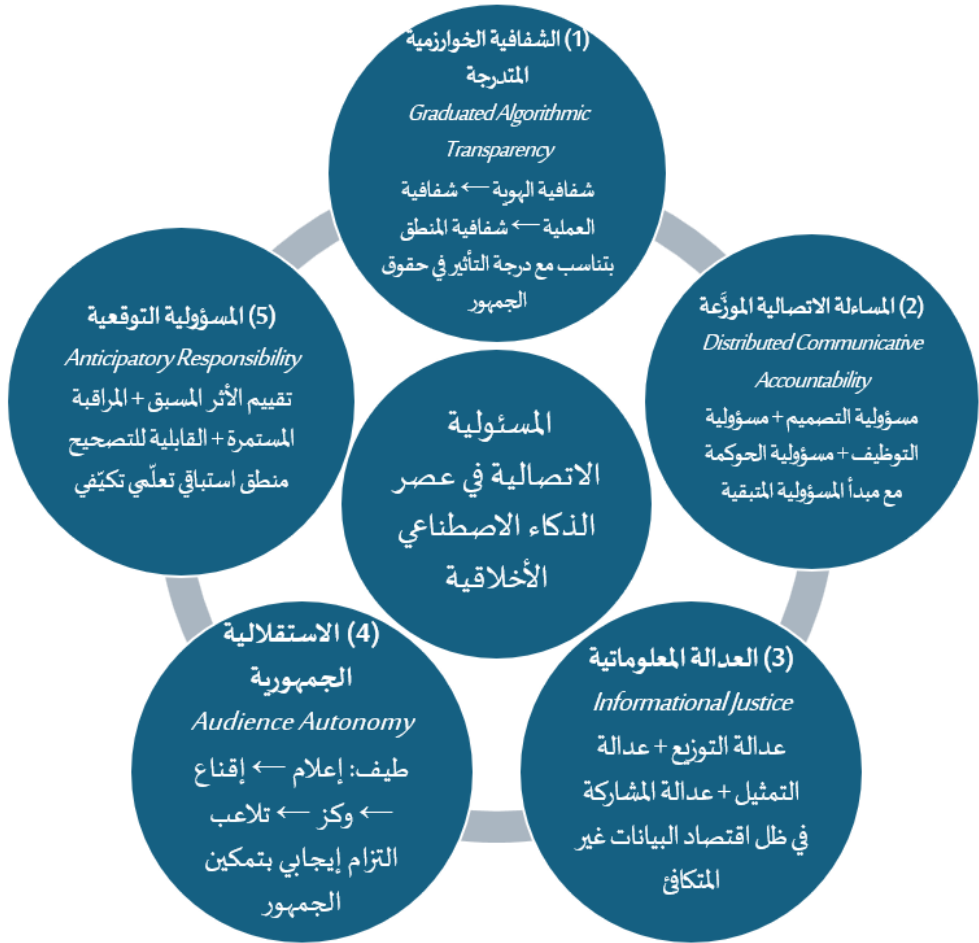 (1) الشفافية الخوارزمية
المتدرجة
Graduated Algorithmic
Transparency
شفافية الهوية ← شفافية
العملية ← شفافية المنطق
بتناسب مع درجة التأثير في حقوق
الجمهور
(2) المساءلة الاتصالية الموزَّعة
Distributed Communicative
Accountability
مسؤولية التصميم + مسؤولية
التوظيف + مسؤولية الحوكمة
مع مبدأ المسؤولية المتبقية
(3) العدالة المعلوماتية
Informational Justice
عدالة التوزيع + عدالة
التمثيل + عدالة المشاركة
في ظل اقتصاد البيانات غير
المتكافئ
(4) الاستقلالية
الجمهورية
Audience Autonomy
طيف: إعلام ← إقناع
← وكز ← تلاعب
التزام إيجابي بتمكين
الجمهور
(5) المسؤولية التوقعية
Anticipatory Responsibility
تقييم الأثر المسبق + المراقبة
المستمرة + القابلية للتصحيح
منطق استباقي تعلّمي تكيّفي
المسئولية
الاتصالية في عصر
الذكاء الاصطناعي
الأخلاقية